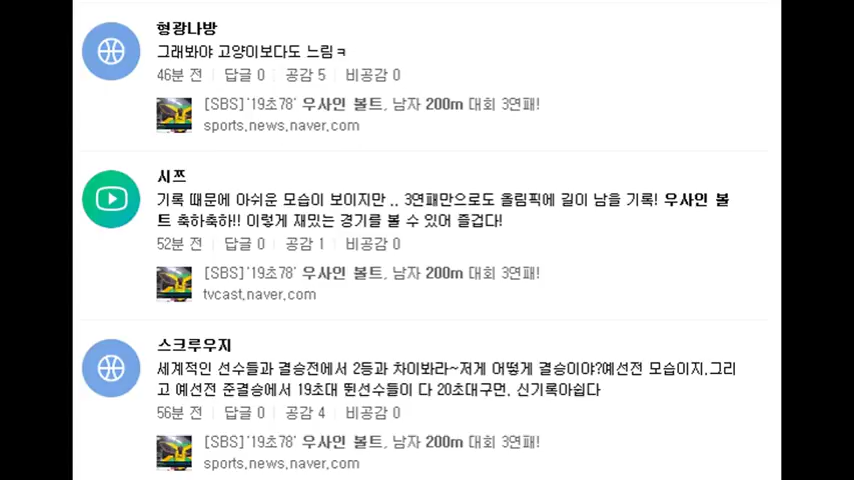 형광나방
그래봐야 고양이보다도 느림ㅋ
46분 전 답글 0 공감 5 비공감 0
[SBS]'19초78' 우사인 볼트, 남자 200m 대회 3연패!
sports.news.naver.com
시쯔
기록 때문에 아쉬운 모습이 보이지만 .. 3연패만으로도 올림픽에 길이 남을 기록! 우사인 볼
트 축하축하!! 이렇게 재밌는 경기를 볼 수 있어 즐겁다!
52분 전 답글 0 공감 1 비공감 0
[SBS]'19초78' 우사인 볼트, 남자 200m 대회 3연패!
tvcast.naver.com
스크루우지
세계적인 선수들과 결승전에서 2등과 차이봐라~저게 어떻게 결승이야?예선전 모습이지.그리
고 예선전 준결승에서 19초대 뛴선수들이 다 20초대구면. 신기록아쉽다
56분 전 답글 0 공감 4 비공감 0
[SBS]'19초78' 우사인 볼트, 남자 200m 대회 3연패!
sports.news.naver.com